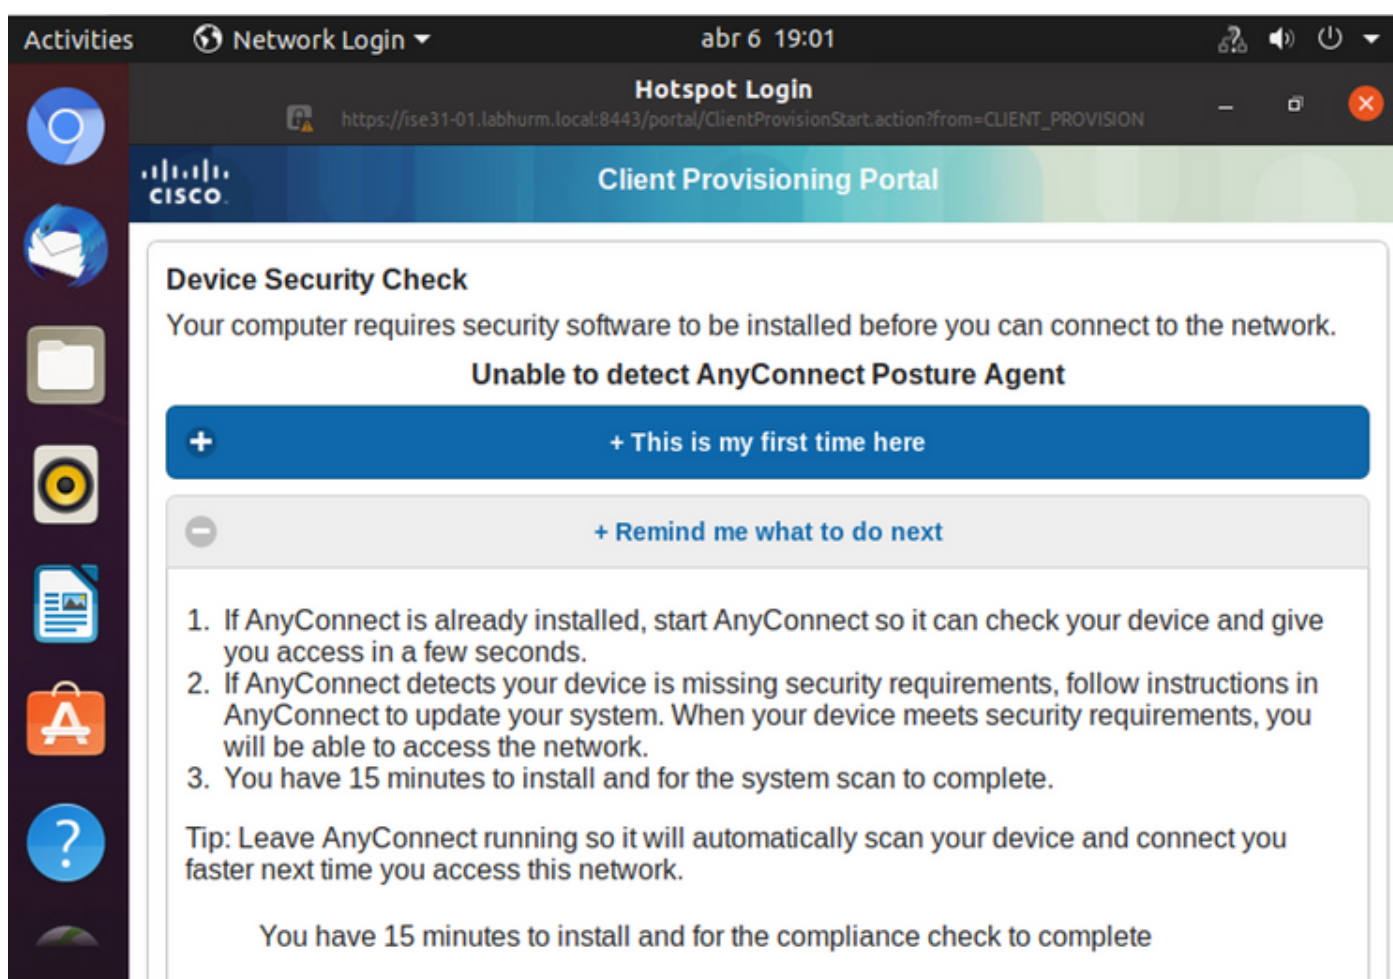 Activities
Network Login
abr 6 19:01
Hotspot Login
https://ise31-01.labhurm.local:8443/portal/ClientProvisionStart.action?from=CLIENT_PROVISION
CISCO
Client Provisioning Portal
Device Security Check
Your computer requires security software to be installed before you can connect to the network.
Unable to detect AnyConnect Posture Agent
+ This is my first time here
+ Remind me what to do next
1. If AnyConnect is already installed, start AnyConnect so it can check your device and give
you access in a few seconds.
2. If AnyConnect detects your device is missing security requirements, follow instructions in
AnyConnect to update your system. When your device meets security requirements, you
will be able to access the network.
3. You have 15 minutes to install and for the system scan to complete.
Tip: Leave AnyConnect running so it will automatically scan your device and connect you
faster next time you access this network.
You have 15 minutes to install and for the compliance check to complete